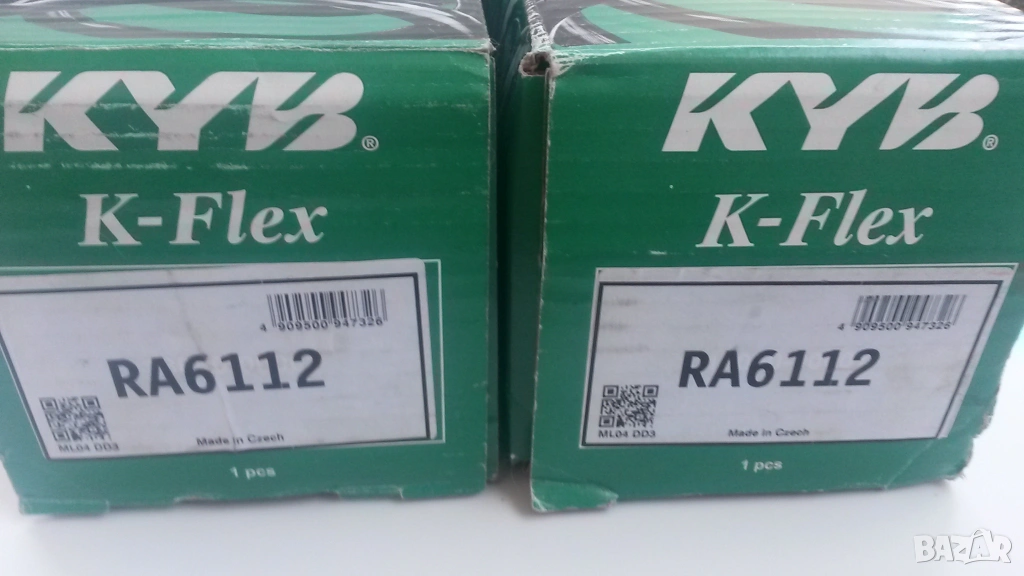 KYB®
K-Flex
4 909500 947326
RA6112
ML04 DD3
Made in Czech
1 pcs
KYB®
K-Flex
4 909500 947326
RA6112
ML04 DD3
Made in Czech
1 pcs
BAZAR